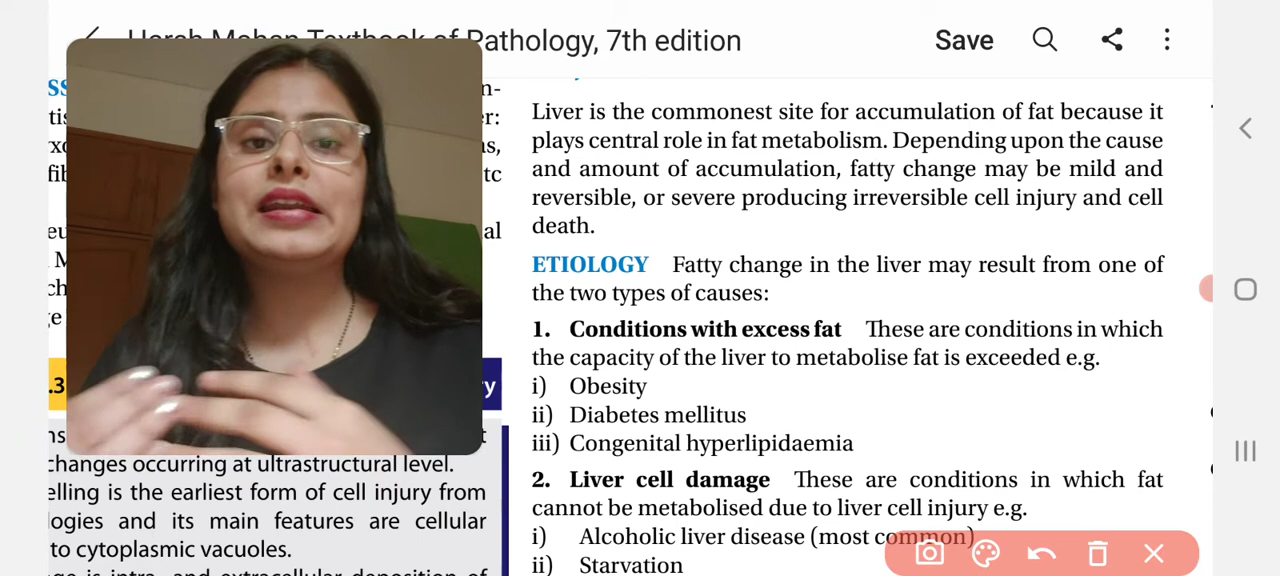 Harsh Mohan Textbook of Pathology, 7th edition
Save
Liver is the commonest site for accumulation of fat because it
plays central role in fat metabolism. Depending upon the cause
and amount of accumulation, fatty change may be mild and
reversible, or severe producing irreversible cell injury and cell
death.
ETIOLOGY Fatty change in the liver may result from one of
the two types of causes:
1. Conditions with excess fat These are conditions in which
the capacity of the liver to metabolise fat is exceeded e.g.
i) Obesity
ii) Diabetes mellitus
iii) Congenital hyperlipidaemia
2. Liver cell damage These are conditions in which fat
cannot be metabolised due to liver cell injury e.g.
i) Alcoholic liver disease (most common)
ii) Starvation
changes occurring at ultrastructural level.
elling is the earliest form of cell injury from
logies and its main features are cellular
to cytoplasmic vacuoles.